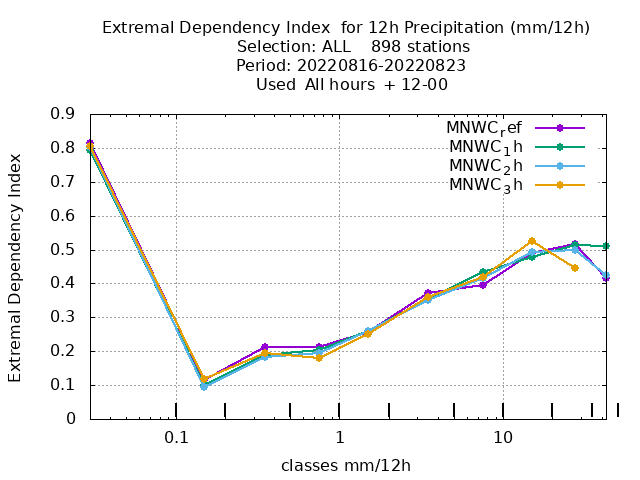 Extremal Dependency Index  for 12h Precipitation (mm/12h)
Selection: ALL    898 stations
Period: 20220816-20220823
Used  All hours  + 12-00
Extremal Dependency Index
0.9
0.8
0.7
0.6
0.5
0.4
0.3
0.2
0.1
0
MNWC_ref
MNWC_1h
MNWC_2h
MNWC_3h
0.1 1 10
classes mm/12h